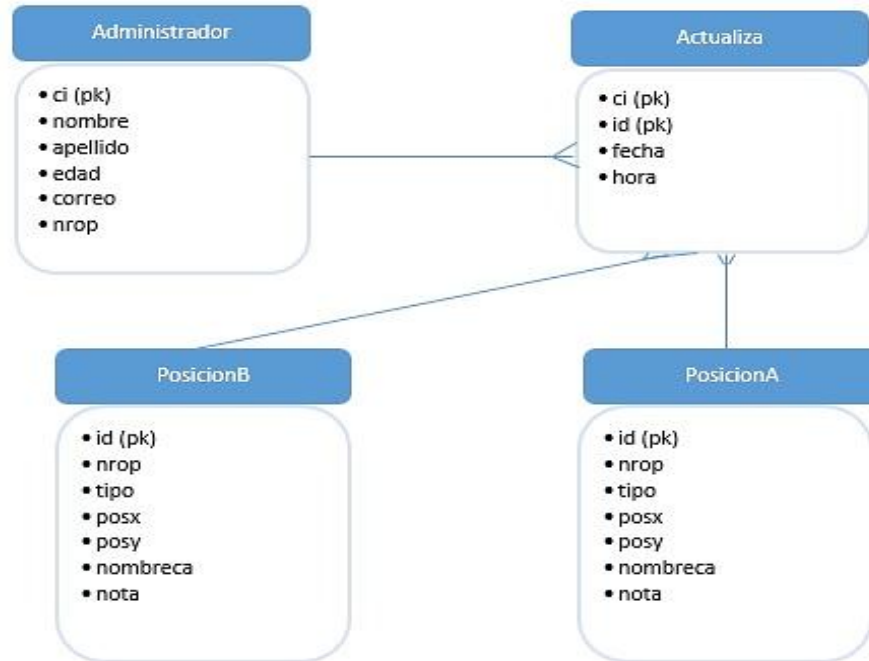 Administrador
• ci (pk)
• nombre
• apellido
• edad
• correo
• nrop
Actualiza
• ci (pk)
• id (pk)
• fecha
• hora
PosicionB
• id (pk)
• nrop
• tipo
• posx
• posy
• nombreca
• nota
PosicionA
• id (pk)
• nrop
• tipo
• posx
• posy
• nombreca
• nota